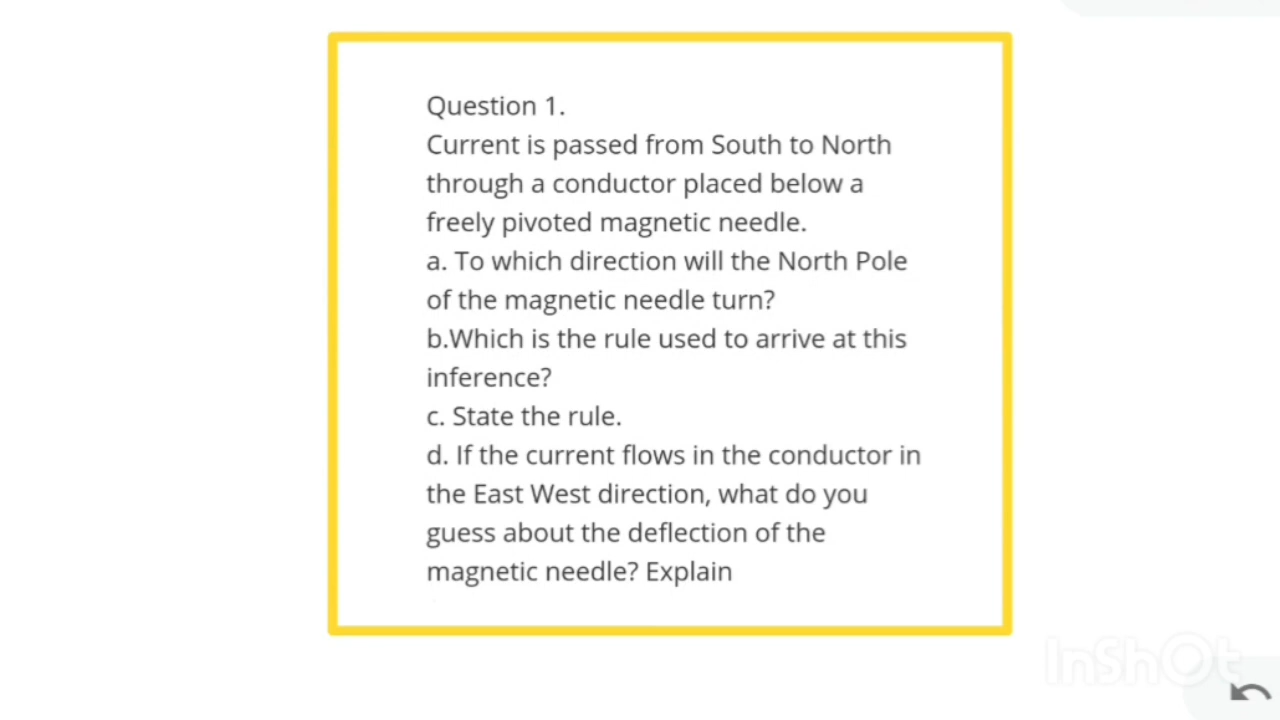 Question 1.
Current is passed from South to North
through a conductor placed below a
freely pivoted magnetic needle.
a. To which direction will the North Pole
of the magnetic needle turn?
b.Which is the rule used to arrive at this
inference?
c. State the rule.
d. If the current flows in the conductor in
the East West direction, what do you
guess about the deflection of the
magnetic needle? Explain
InShOt